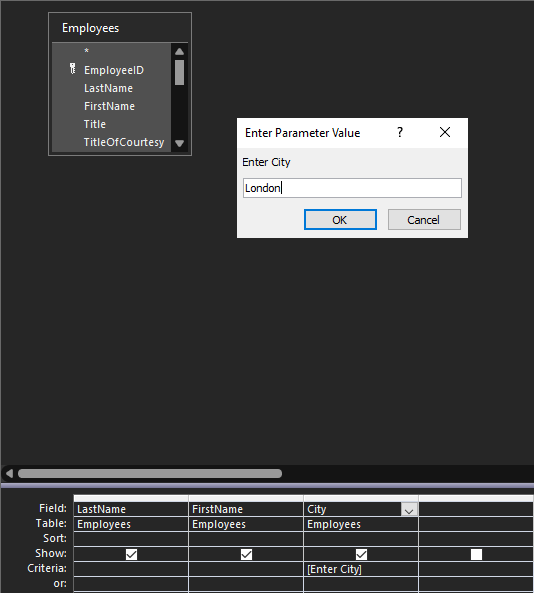 Employees
*
EmployeeID
LastName
FirstName
Title
TitleOfCourtesy
Enter Parameter Value
?
Enter City
London
OK Cancel
Field: LastName FirstName City
Table: Employees Employees Employees
Sort:
Show:
Criteria: [Enter City]
or: